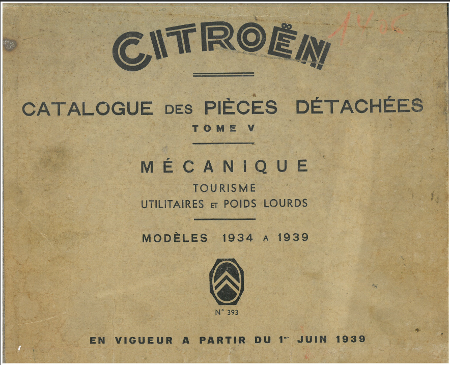 CITROËN
CATALOGUE DES PIÈCES DÉTACHÉES
TOME V
MÉCANIQUE
TOURISME
UTILITAIRES ET POIDS LOURDS
MODÈLES 1934 A 1939
N° 393
EN VIGUEUR A PARTIR DU 1er JUIN 1939